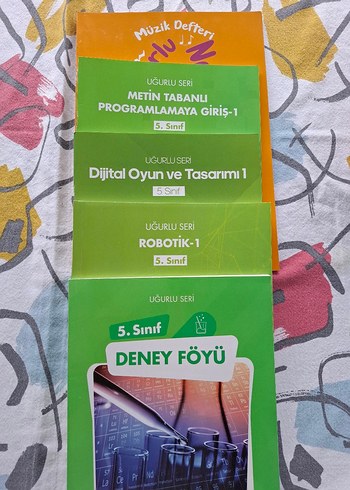 Müzik Defteri
UĞURLU SERİ
METİN TABANLI
PROGRAMLAMAYA GİRİŞ-1
5. Sınıf
UĞURLU SERİ
Dijital Oyun ve Tasarımı 1
5. Sınıf
UĞURLU SERİ
ROBOTİK-1
5. Sınıf
UĞURLU SERİ
5. Sınıf
DENEY FÖYÜ